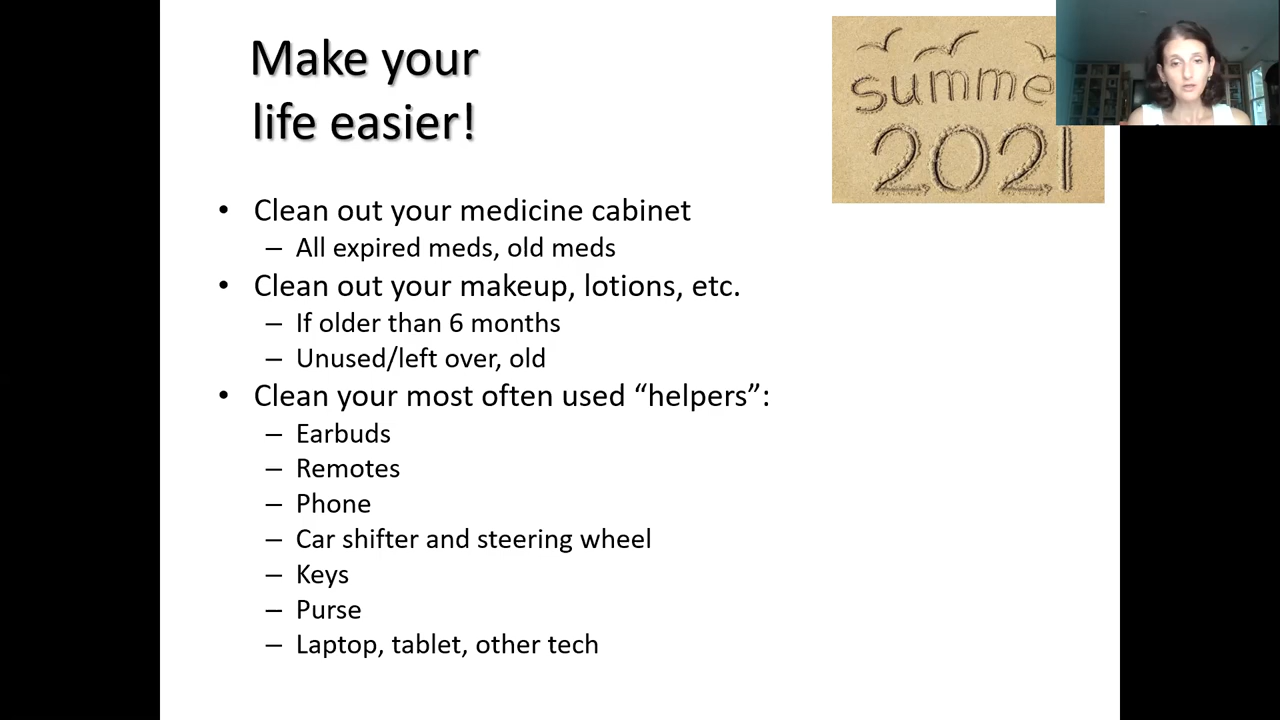 Make your
life easier!
summe
2021
• Clean out your medicine cabinet
– All expired meds, old meds
• Clean out your makeup, lotions, etc.
– If older than 6 months
– Unused/left over, old
• Clean your most often used “helpers”:
– Earbuds
– Remotes
– Phone
– Car shifter and steering wheel
– Keys
– Purse
– Laptop, tablet, other tech